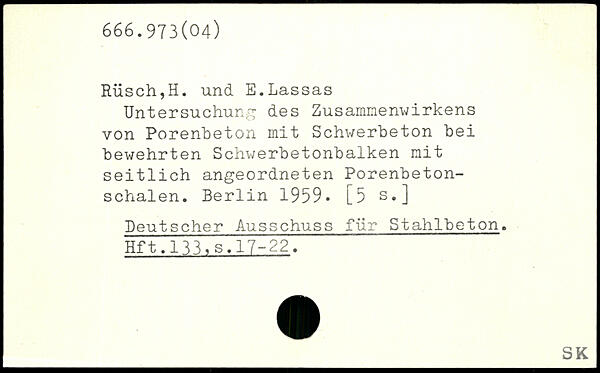 666.973(04)
Rüsch,H. und E.Lassas
Untersuchung des Zusammenwirkens
von Porenbeton mit Schwerbeton bei
bewehrten Schwerbetonbalken mit
seitlich angeordneten Porenbeton-
schalen. Berlin 1959. [5 s.]
Deutscher Ausschuss für Stahlbeton.
Hft.133,s.17-22.
SK